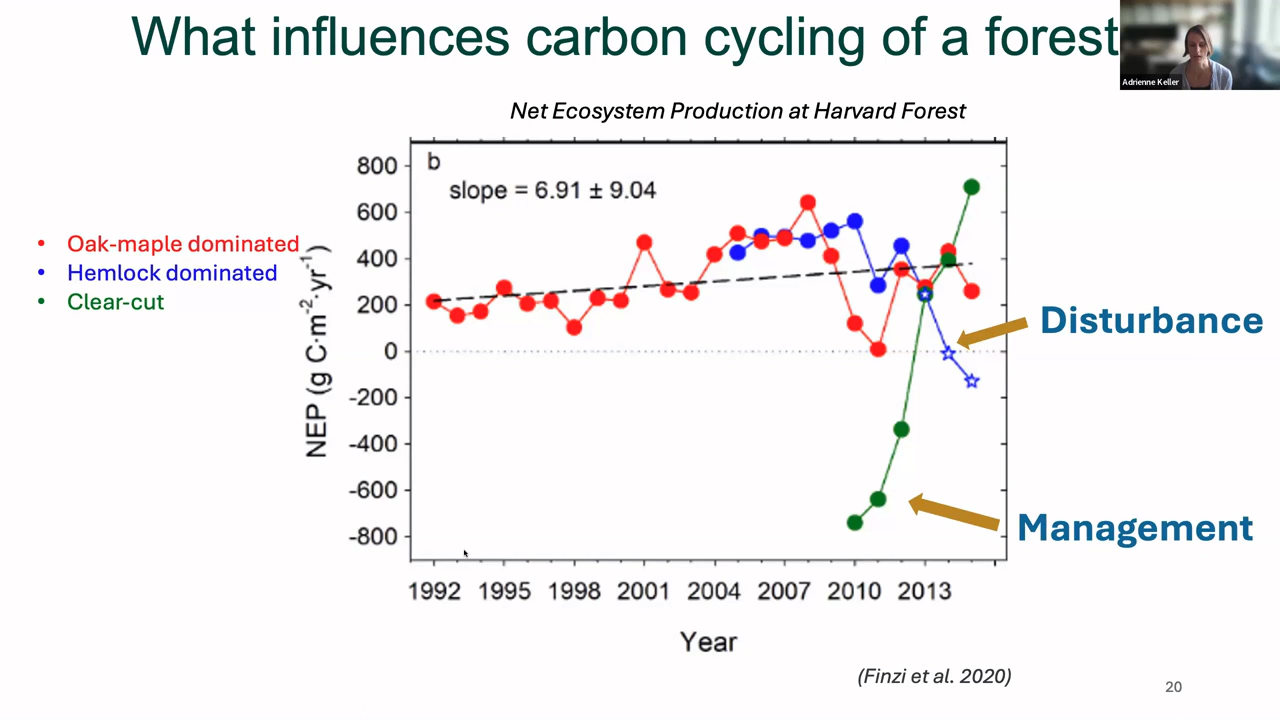 What influences carbon cycling of a forest
Adrienne Keller
Net Ecosystem Production at Harvard Forest
• Oak-maple dominated
• Hemlock dominated
• Clear-cut
b
slope = 6.91 ± 9.04
NEP (g C·m⁻²·yr⁻¹)
800
600
400
200
0
-200
-400
-600
-800
1992 1995 1998 2001 2004 2007 2010 2013
Year
Disturbance
Management
(Finzi et al. 2020)
20